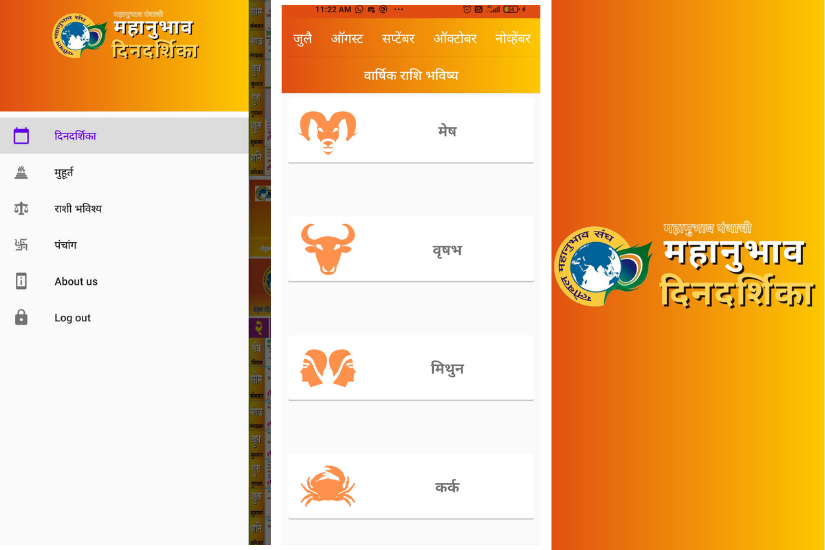 महानुभाव पंथाची
महानुभाव
दिनदर्शिका
दिनदर्शिका
मुहूर्त
राशी भविश्य
पंचांग
About us
Log out
11:22 AM
जुलै ऑगस्ट सप्टेंबर ऑक्टोबर नोव्हेंबर
वार्षिक राशि भविष्य
मेष
वृषभ
मिथुन
कर्क
महानुभाव पंथाची
महानुभाव
दिनदर्शिका
ग्लोबल महानुभाव संघ